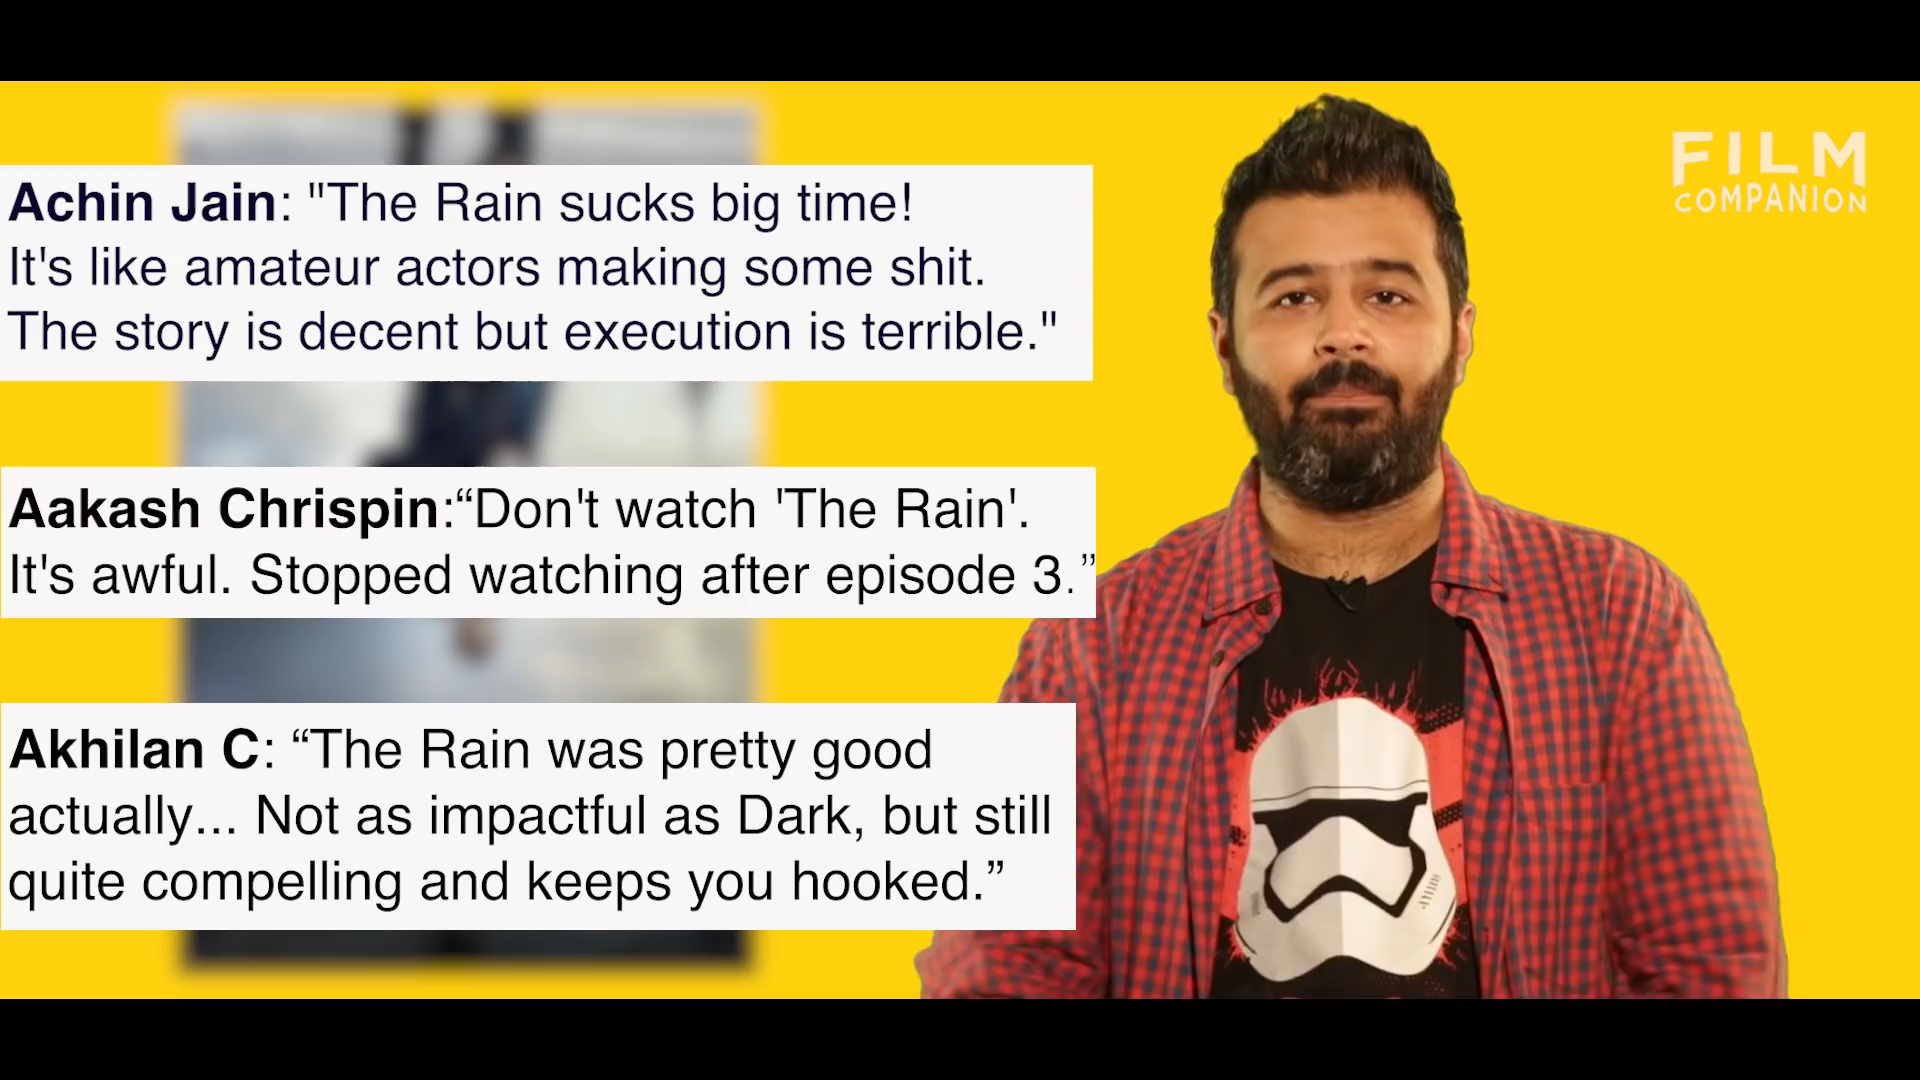 FILM
COMPANION
Achin Jain: "The Rain sucks big time!
It's like amateur actors making some shit.
The story is decent but execution is terrible."
Aakash Chrispin:“Don't watch 'The Rain'.
It's awful. Stopped watching after episode 3.”
Akhilan C: “The Rain was pretty good
actually... Not as impactful as Dark, but still
quite compelling and keeps you hooked.”